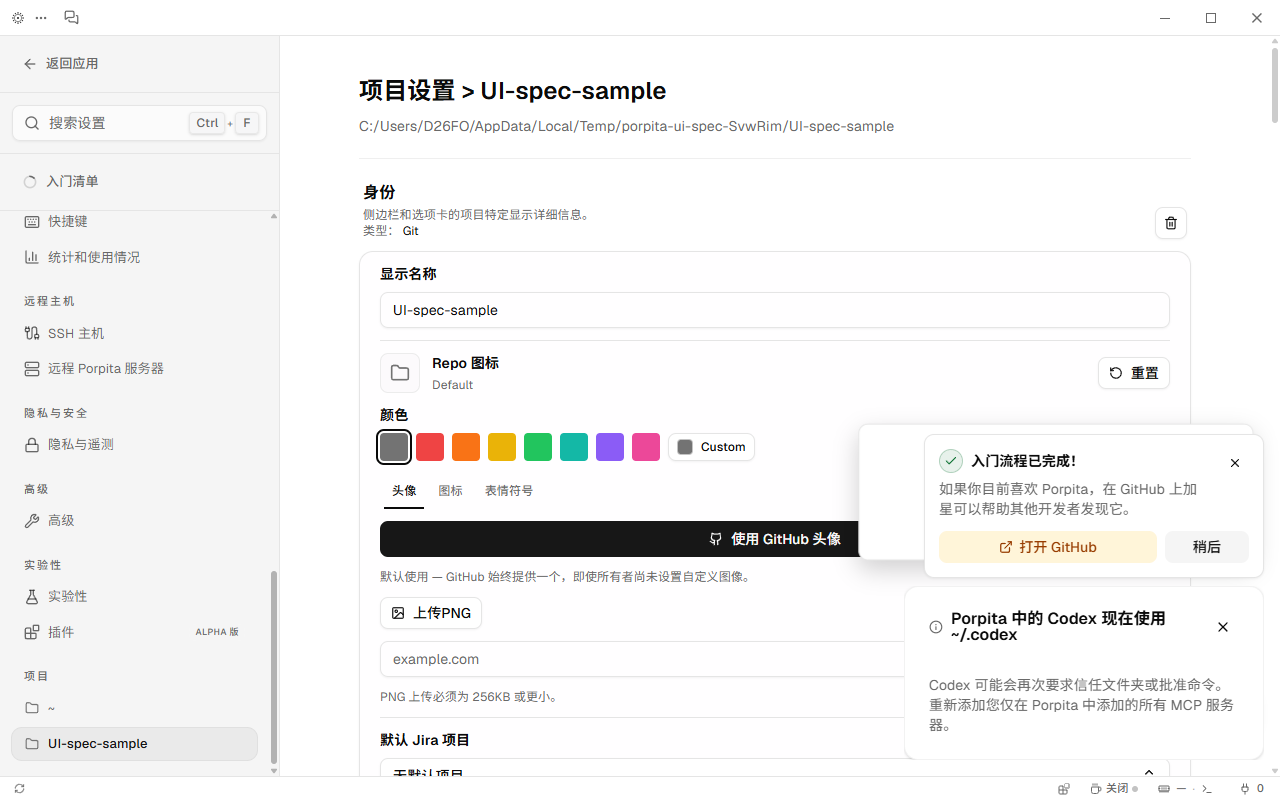 返回应用
搜索设置
Ctrl + F
入门清单
快捷键
统计和使用情况
远程主机
SSH 主机
远程 Porpita 服务器
隐私与安全
隐私与遥测
高级
高级
实验性
实验性
插件
ALPHA 版
项目
~
UI-spec-sample
项目设置 > UI-spec-sample
C:/Users/D26FO/AppData/Local/Temp/porpita-ui-spec-SvwRim/UI-spec-sample
身份
侧边栏和选项卡的项目特定显示详细信息。
类型: Git
显示名称
UI-spec-sample
Repo 图标
Default
重置
颜色
Custom
头像
图标
表情符号
使用 GitHub 头像
默认使用 — GitHub 始终提供一个，即使所有者尚未设置自定义图像。
上传PNG
example.com
PNG 上传必须为 256KB 或更小。
默认 Jira 项目
无默认项目
入门流程已完成！
如果你目前喜欢 Porpita，在 GitHub 上加
星可以帮助其他开发者发现它。
打开 GitHub
稍后
Porpita 中的 Codex 现在使用
~/.codex
Codex 可能会再次要求信任文件夹或批准命令。
重新添加您仅在 Porpita 中添加的所有 MCP 服务
器。
关闭
0